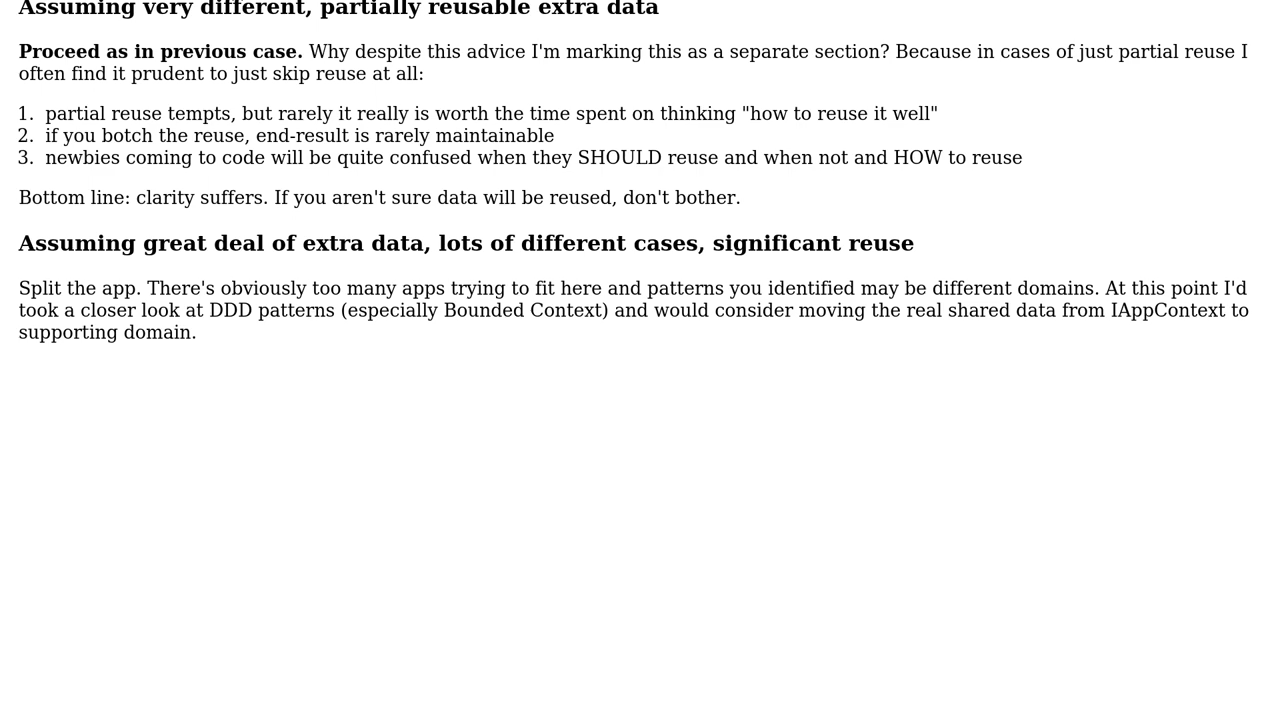 Assuming very different, partially reusable extra data
Proceed as in previous case. Why despite this advice I'm marking this as a separate section? Because in cases of just partial reuse I
often find it prudent to just skip reuse at all:
1. partial reuse tempts, but rarely it really is worth the time spent on thinking "how to reuse it well"
2. if you botch the reuse, end-result is rarely maintainable
3. newbies coming to code will be quite confused when they SHOULD reuse and when not and HOW to reuse
Bottom line: clarity suffers. If you aren't sure data will be reused, don't bother.
Assuming great deal of extra data, lots of different cases, significant reuse
Split the app. There's obviously too many apps trying to fit here and patterns you identified may be different domains. At this point I'd
took a closer look at DDD patterns (especially Bounded Context) and would consider moving the real shared data from IAppContext to
supporting domain.